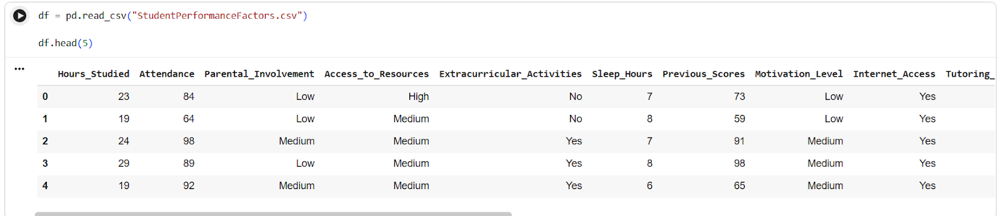 df = pd.read_csv("StudentPerformanceFactors.csv")
df.head(5)
Hours_Studied Attendance Parental_Involvement Access_to_Resources Extracurricular_Activities Sleep_Hours Previous_Scores Motivation_Level Internet_Access Tutoring_
0 23 84 Low High No 7 73 Low Yes
1 19 64 Low Medium No 8 59 Low Yes
2 24 98 Medium Medium Yes 7 91 Medium Yes
3 29 89 Low Medium Yes 8 98 Medium Yes
4 19 92 Medium Medium Yes 6 65 Medium Yes